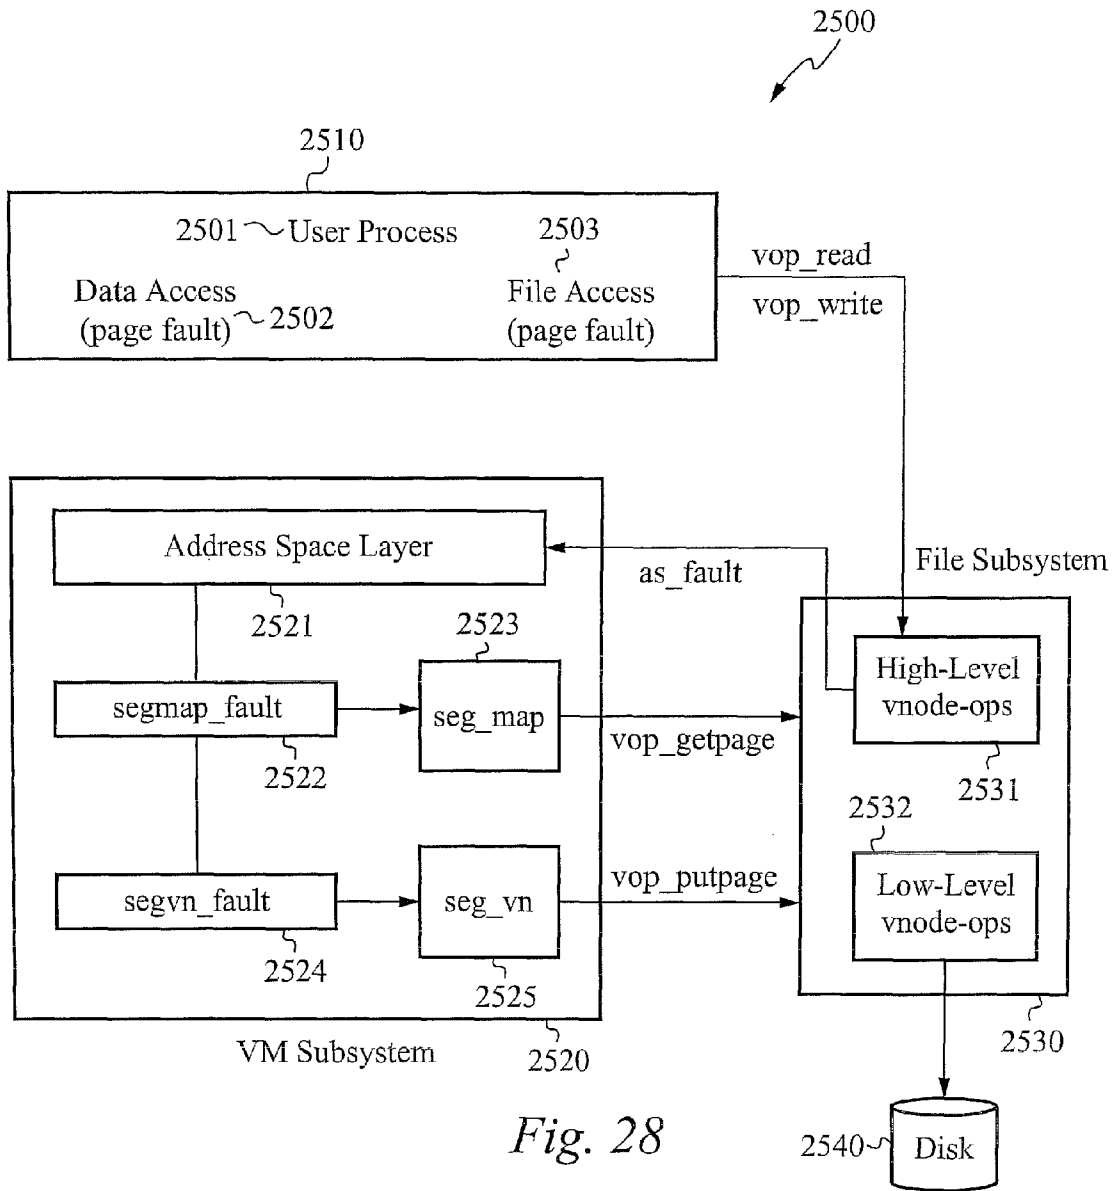 2500
2510
2501 User Process
2503
Data Access
(page fault) 2502
File Access
(page fault)
vop_read
vop_write
Address Space Layer
2521
as_fault
File Subsystem
2523
segmap_fault
2522
seg_map
vop_getpage
High-Level
vnode-ops
2531
2532
segvn_fault
2524
seg_vn
2525
vop_putpage
Low-Level
vnode-ops
VM Subsystem
2520
2530
2540
Disk
Fig. 28